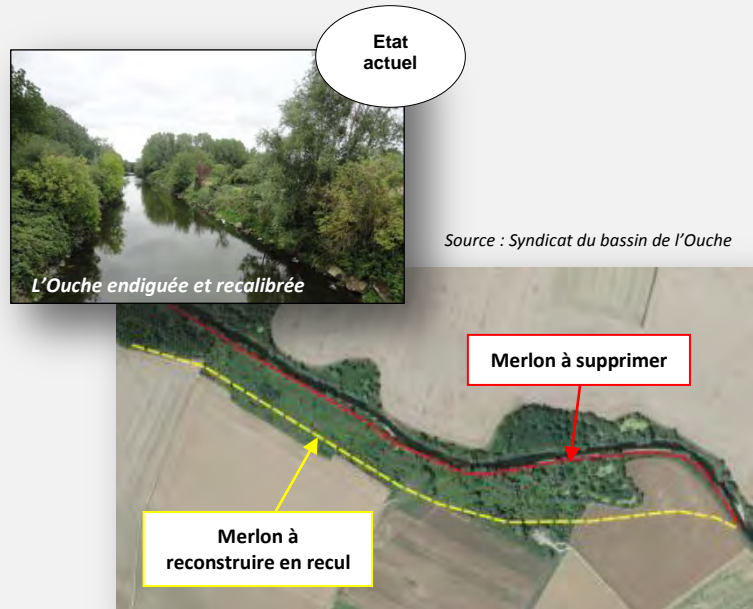 Etat
actuel
L'Ouche endiguée et recalibrée
Source : Syndicat du bassin de l'Ouche
Merlon à supprimer
Merlon à
reconstruire en recul